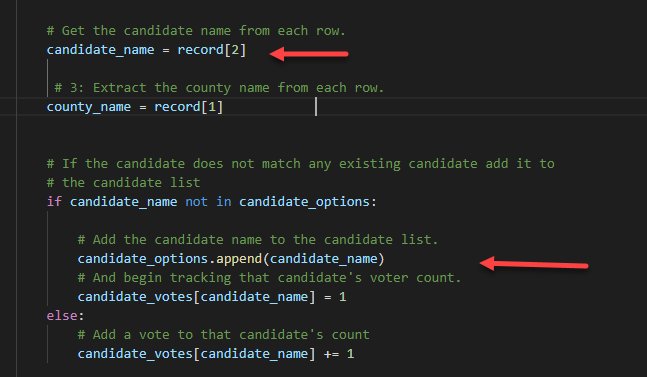 # Get the candidate name from each row.
candidate_name = record[2]
# 3: Extract the county name from each row.
county_name = record[1]
# If the candidate does not match any existing candidate add it to
# the candidate list
if candidate_name not in candidate_options:
# Add the candidate name to the candidate list.
candidate_options.append(candidate_name)
# And begin tracking that candidate's voter count.
candidate_votes[candidate_name] = 1
else:
# Add a vote to that candidate's count
candidate_votes[candidate_name] += 1